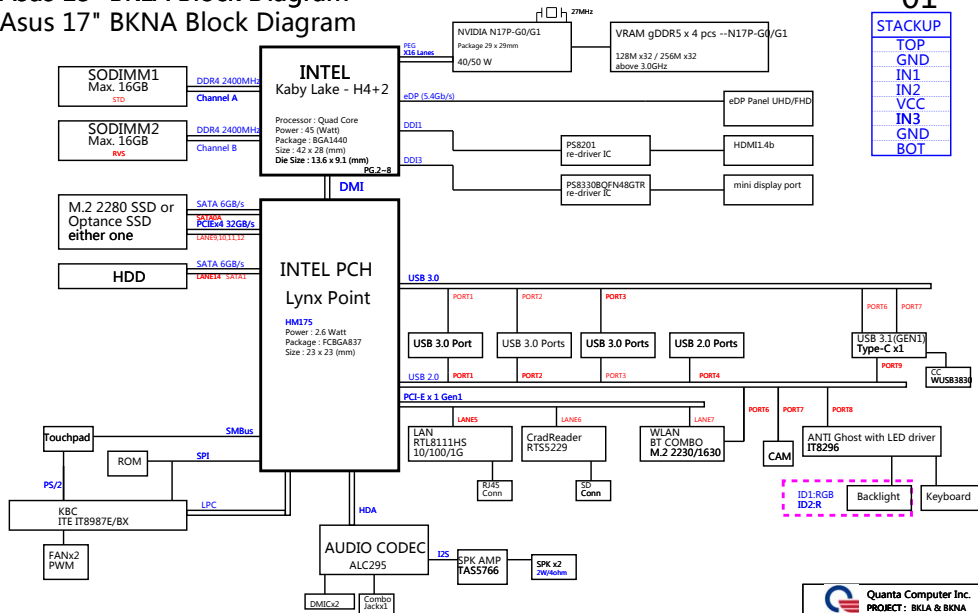 Asus 17" BKNA Block Diagram
01
STACKUP
TOP
GND
IN1
IN2
VCC
IN3
GND
BOT
27MHz
NVIDIA N17P-G0/G1
Package 29 x 29mm
40/50 W
VRAM gDDR5 x 4 pcs --N17P-G0/G1
128M x32 / 256M x32
above 3.0GHz
PEG
X16 Lanes
SODIMM1
Max. 16GB
STD
DDR4 2400MHz
Channel A
SODIMM2
Max. 16GB
RVS
DDR4 2400MHz
Channel B
INTEL
Kaby Lake - H4+2
Processor : Quad Core
Power : 45 (Watt)
Package : BGA1440
Size : 42 x 28 (mm)
Die Size : 13.6 x 9.1 (mm)
PG.2~8
eDP (5.4Gb/s)
eDP Panel UHD/FHD
DDI1
PS8201
re-driver IC
HDMI1.4b
DDI3
PS8330BQFN48GTR
re-driver IC
mini display port
DMI
M.2 2280 SSD or
Optance SSD
either one
SATA 6GB/s
SATA0A
PCIEx4 32GB/s
LANE9,10,11,12
HDD
SATA 6GB/s
LANE14 SATA1
INTEL PCH
Lynx Point
HM175
Power : 2.6 Watt
Package : FCBGA837
Size : 23 x 23 (mm)
USB 3.0
PORT1
PORT2
PORT3
PORT6
PORT7
USB 3.0 Port
USB 3.0 Ports
USB 3.0 Ports
USB 2.0 Ports
USB 3.1(GEN1)
Type-C x1
CC
WUSB3830
USB 2.0
PORT1
PORT2
PORT3
PORT4
PORT9
PCI-E x 1 Gen1
LANE5
LANE6
LANE7
PORT6
PORT7
PORT8
LAN
RTL8111HS
10/100/1G
CradReader
RTS5229
WLAN
BT COMBO
M.2 2230/1630
CAM
ANTI Ghost with LED driver
IT8296
RJ45
Conn
SD
Conn
ID1:RGB
ID2:R
Backlight
Keyboard
Touchpad
SMBus
ROM
SPI
PS/2
KBC
ITE IT8987E/BX
LPC
FANx2
PWM
HDA
AUDIO CODEC
ALC295
I2S
SPK AMP
TAS5766
SPK x2
2W/4ohm
DMICx2
Combo
Jackx1
Quanta Computer Inc.
PROJECT : BKLA & BKNA